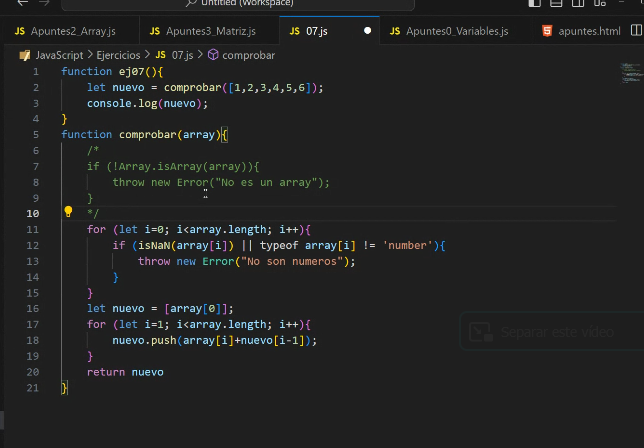 Untitled (Workspace)
JS Apuntes2_Array.js JS Apuntes3_Matriz.js JS 07.js JS Apuntes0_Variables.js apuntes.html
JavaScript > Ejercicios > JS 07.js > comprobar
1 function ej07(){
2 let nuevo = comprobar([1,2,3,4,5,6]);
3 console.log(nuevo);
4 }
5 function comprobar(array){
6 /*
7 if (!Array.isArray(array)){
8 throw new Error("No es un array");
9 }
10 */
11 for (let i=0; i<array.length; i++){
12 if (isNaN(array[i]) || typeof array[i] != 'number'){
13 throw new Error("No son numeros");
14 }
15 }
16 let nuevo = [array[0]];
17 for (let i=1; i<array.length; i++){
18 nuevo.push(array[i]+nuevo[i-1]);
19 }
20 return nuevo
21 }
Separar este vídeo